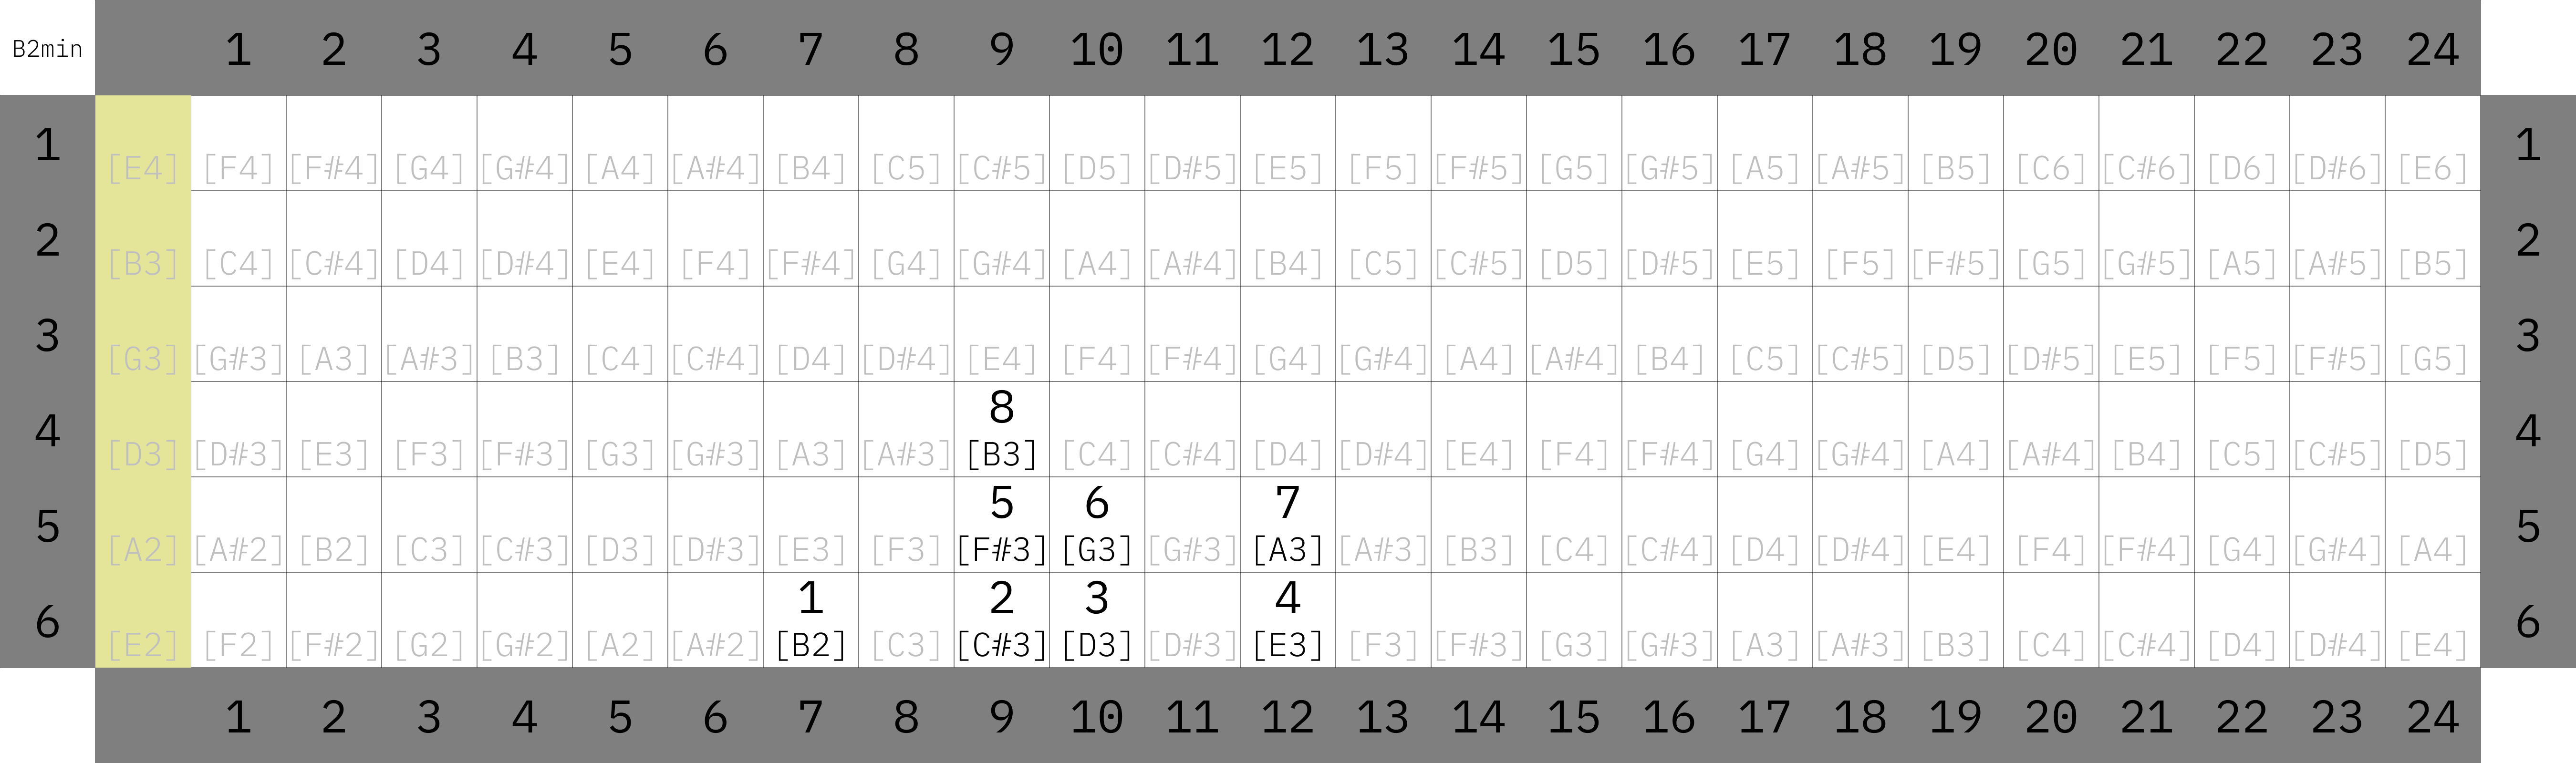 B2min 1 2 3 4 5 6 7 8 9 10 11 12 13 14 15 16 17 18 19 20 21 22 23 24
1 [E4] [F4] [F#4] [G4] [G#4] [A4] [A#4] [B4] [C5] [C#5] [D5] [D#5] [E5] [F5] [F#5] [G5] [G#5] [A5] [A#5] [B5] [C6] [C#6] [D6] [D#6] [E6] 1
2 [B3] [C4] [C#4] [D4] [D#4] [E4] [F4] [F#4] [G4] [G#4] [A4] [A#4] [B4] [C5] [C#5] [D5] [D#5] [E5] [F5] [F#5] [G5] [G#5] [A5] [A#5] [B5] 2
3 [G3] [G#3] [A3] [A#3] [B3] [C4] [C#4] [D4] [D#4] [E4] [F4] [F#4] [G4] [G#4] [A4] [A#4] [B4] [C5] [C#5] [D5] [D#5] [E5] [F5] [F#5] [G5] 3
8
4 [D3] [D#3] [E3] [F3] [F#3] [G3] [G#3] [A3] [A#3] [B3] [C4] [C#4] [D4] [D#4] [E4] [F4] [F#4] [G4] [G#4] [A4] [A#4] [B4] [C5] [C#5] [D5] 4
5 6 7
5 [A2] [A#2] [B2] [C3] [C#3] [D3] [D#3] [E3] [F3] [F#3] [G3] [G#3] [A3] [A#3] [B3] [C4] [C#4] [D4] [D#4] [E4] [F4] [F#4] [G4] [G#4] [A4] 5
1 2 3 4
6 [E2] [F2] [F#2] [G2] [G#2] [A2] [A#2] [B2] [C3] [C#3] [D3] [D#3] [E3] [F3] [F#3] [G3] [G#3] [A3] [A#3] [B3] [C4] [C#4] [D4] [D#4] [E4] 6
1 2 3 4 5 6 7 8 9 10 11 12 13 14 15 16 17 18 19 20 21 22 23 24